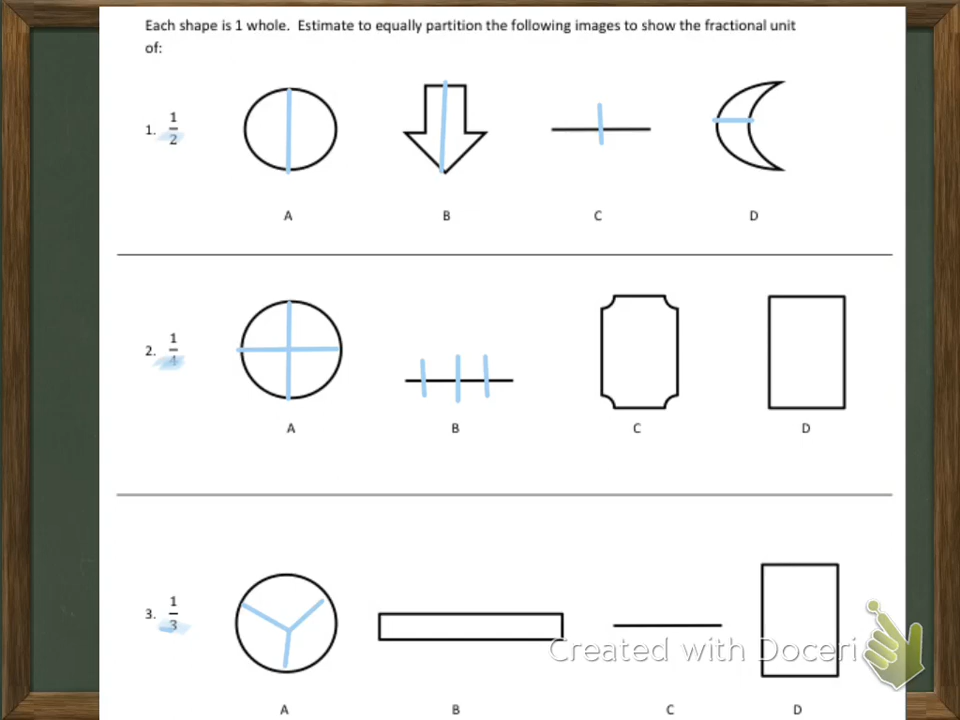 Each shape is 1 whole. Estimate to equally partition the following images to show the fractional unit
of:
1. 1/2
A B C D
2. 1/4
A B C D
3. 1/3
Created with Doceri
A B C D